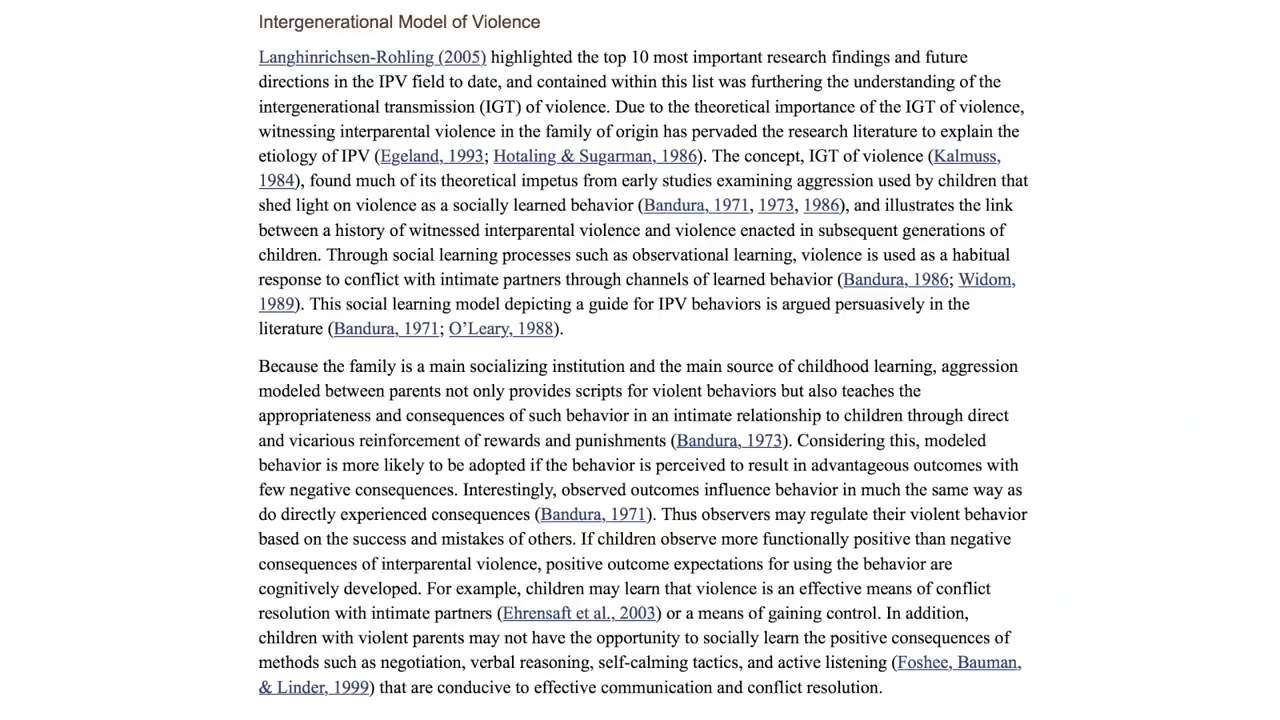 Intergenerational Model of Violence
Langhinrichsen-Rohling (2005) highlighted the top 10 most important research findings and future
directions in the IPV field to date, and contained within this list was furthering the understanding of the
intergenerational transmission (IGT) of violence. Due to the theoretical importance of the IGT of violence,
witnessing interparental violence in the family of origin has pervaded the research literature to explain the
etiology of IPV (Egeland, 1993; Hotaling & Sugarman, 1986). The concept, IGT of violence (Kalmuss,
1984), found much of its theoretical impetus from early studies examining aggression used by children that
shed light on violence as a socially learned behavior (Bandura, 1971, 1973, 1986), and illustrates the link
between a history of witnessed interparental violence and violence enacted in subsequent generations of
children. Through social learning processes such as observational learning, violence is used as a habitual
response to conflict with intimate partners through channels of learned behavior (Bandura, 1986; Widom,
1989). This social learning model depicting a guide for IPV behaviors is argued persuasively in the
literature (Bandura, 1971; O’Leary, 1988).
Because the family is a main socializing institution and the main source of childhood learning, aggression
modeled between parents not only provides scripts for violent behaviors but also teaches the
appropriateness and consequences of such behavior in an intimate relationship to children through direct
and vicarious reinforcement of rewards and punishments (Bandura, 1973). Considering this, modeled
behavior is more likely to be adopted if the behavior is perceived to result in advantageous outcomes with
few negative consequences. Interestingly, observed outcomes influence behavior in much the same way as
do directly experienced consequences (Bandura, 1971). Thus observers may regulate their violent behavior
based on the success and mistakes of others. If children observe more functionally positive than negative
consequences of interparental violence, positive outcome expectations for using the behavior are
cognitively developed. For example, children may learn that violence is an effective means of conflict
resolution with intimate partners (Ehrensaft et al., 2003) or a means of gaining control. In addition,
children with violent parents may not have the opportunity to socially learn the positive consequences of
methods such as negotiation, verbal reasoning, self-calming tactics, and active listening (Foshee, Bauman,
& Linder, 1999) that are conducive to effective communication and conflict resolution.